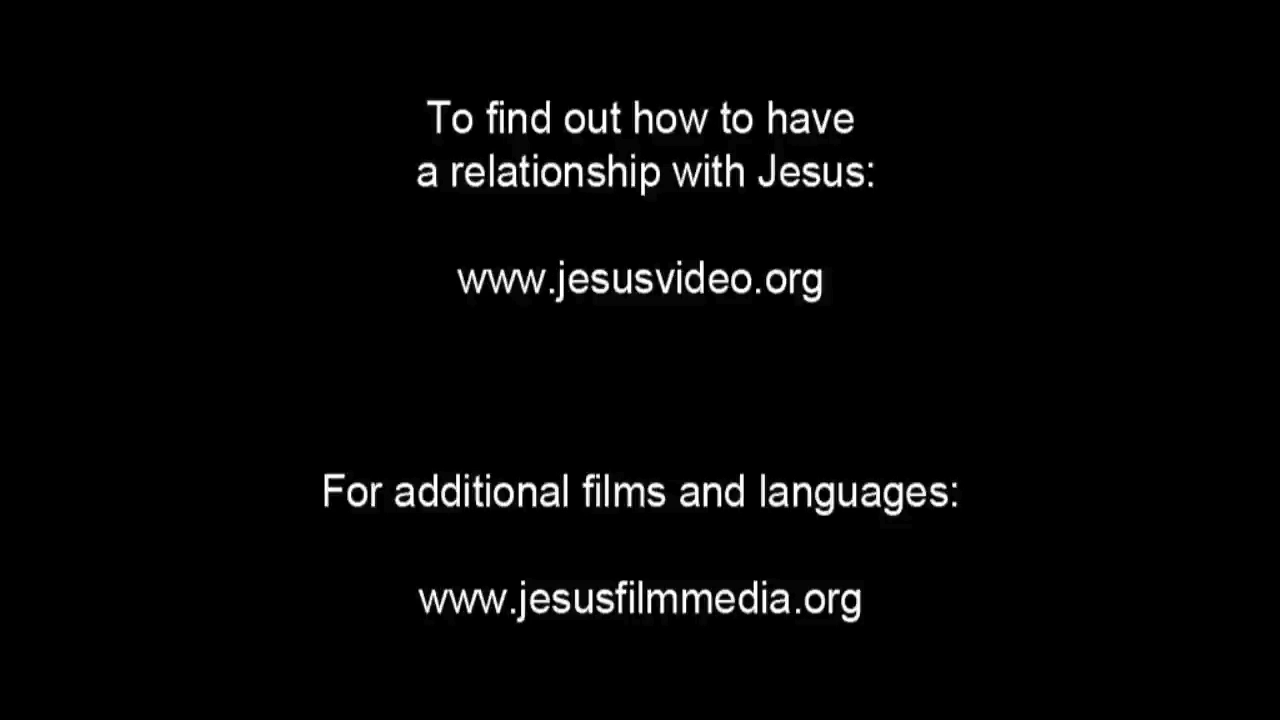 To find out how to have
a relationship with Jesus:
www.jesusvideo.org
For additional films and languages:
www.jesusfilmmedia.org